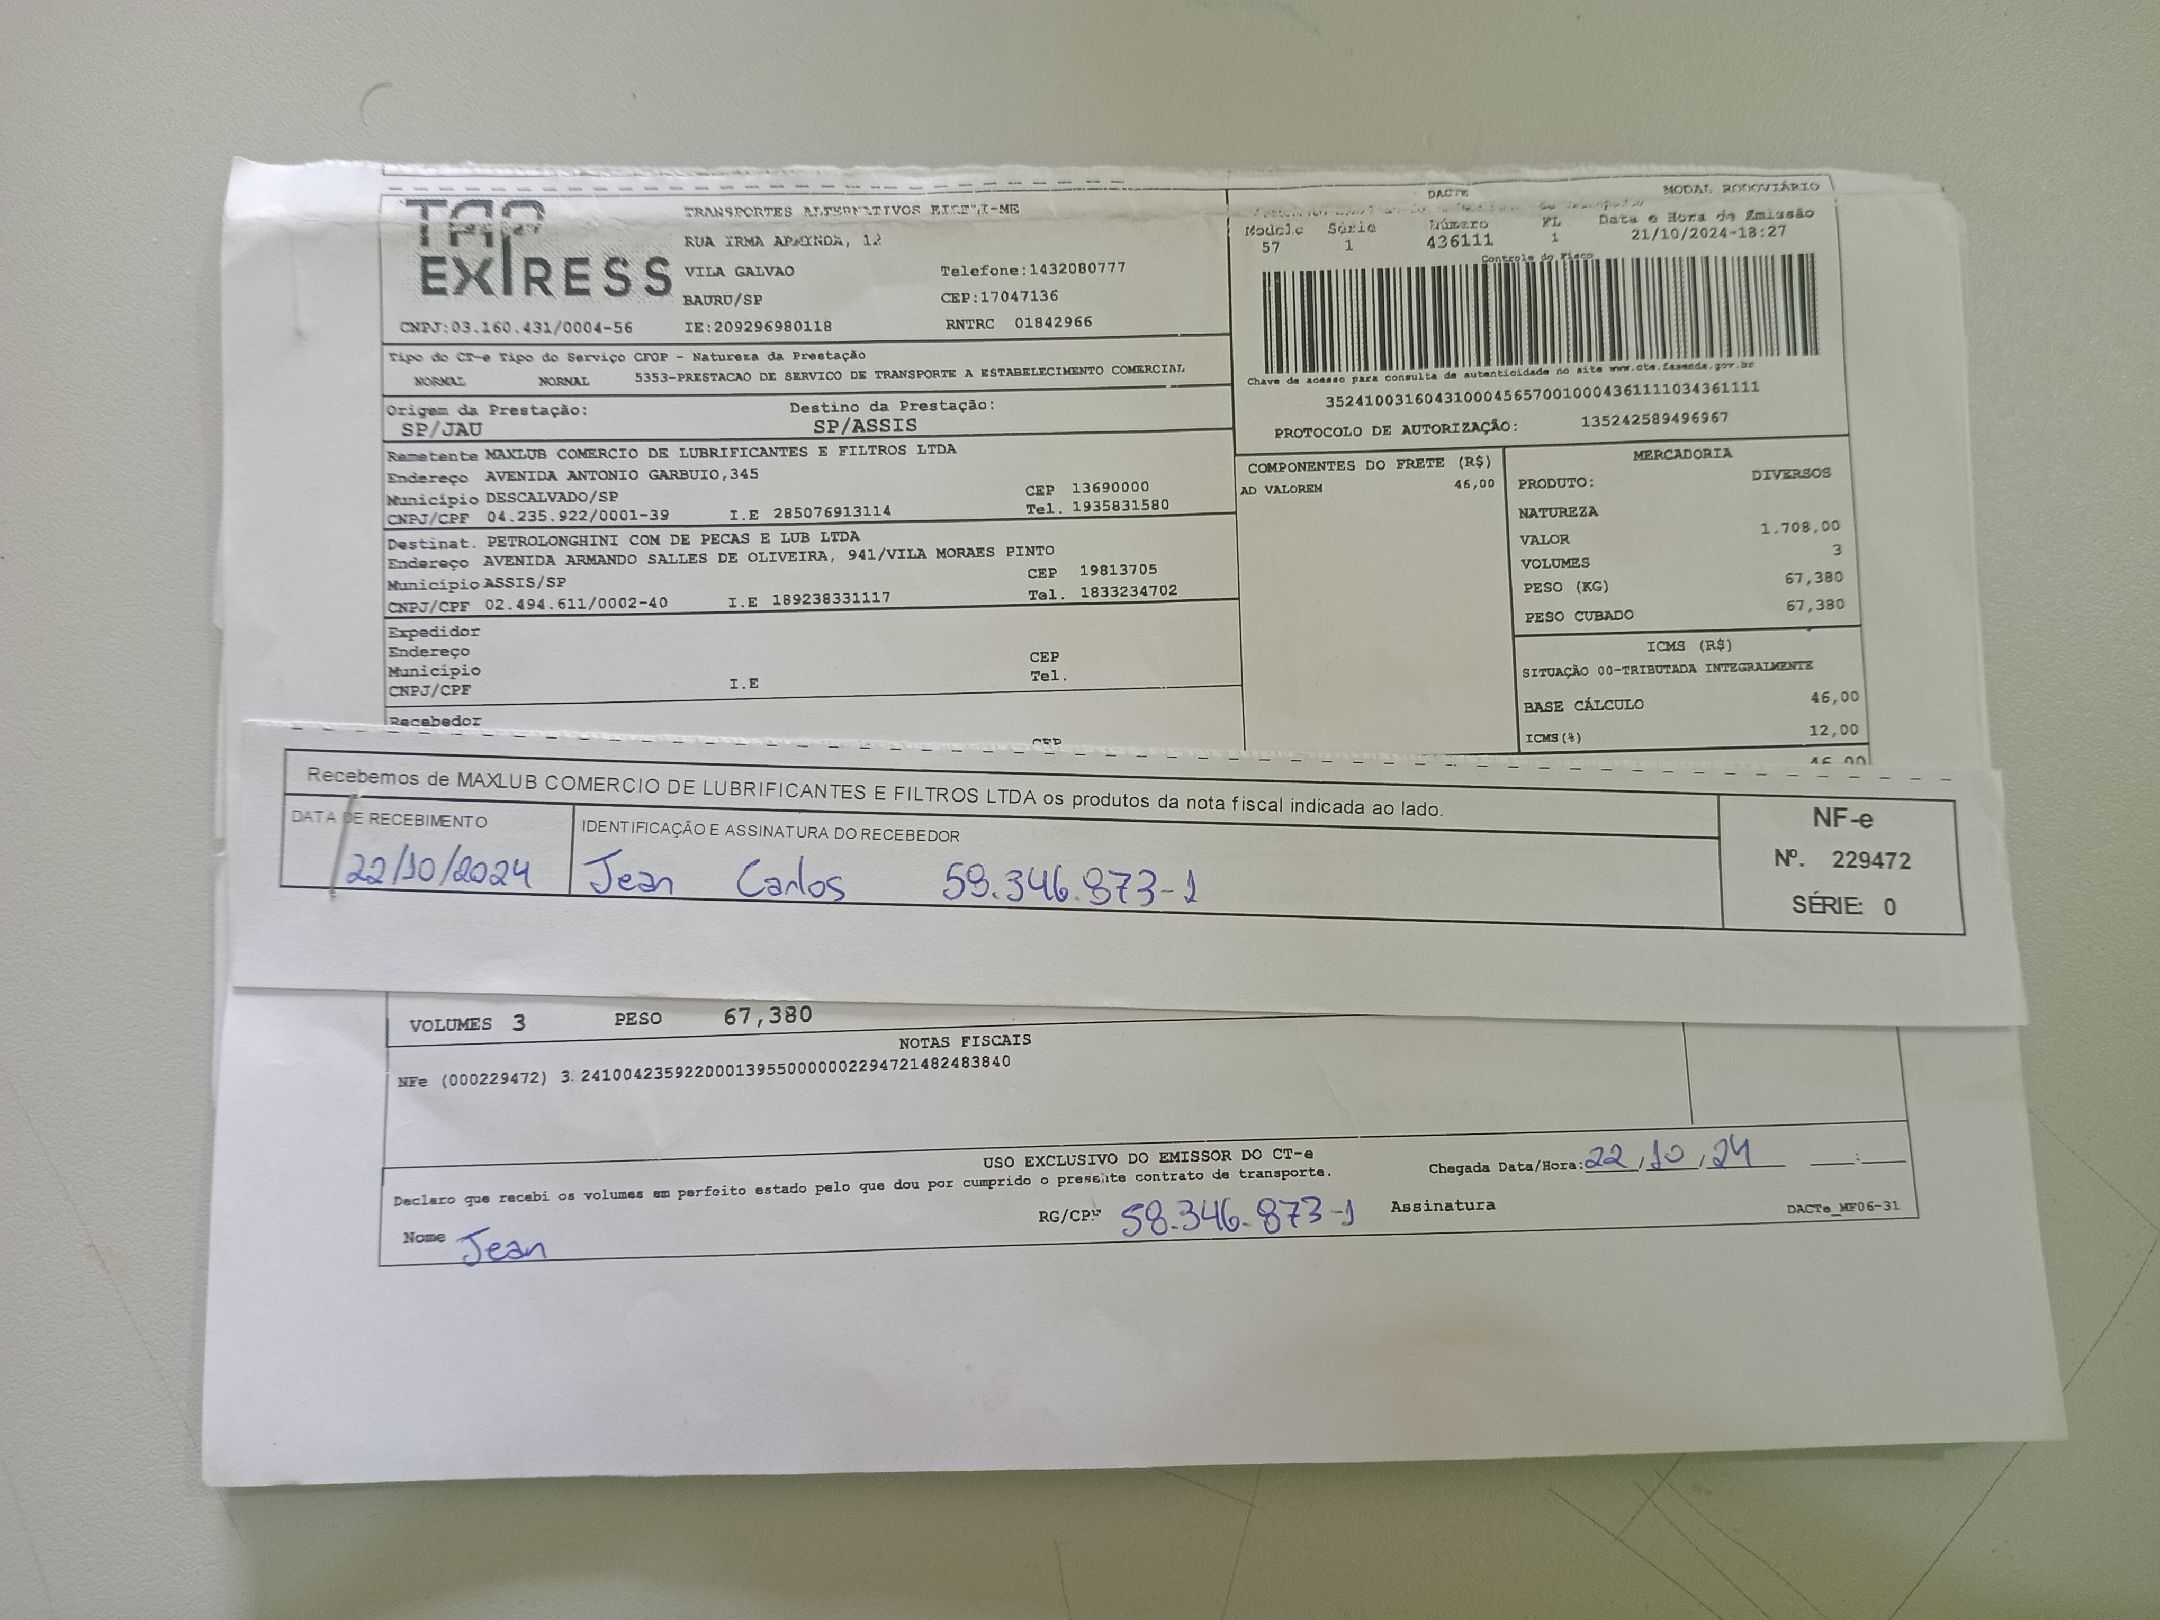 TAP EXPRESS
TRANSPORTES ALTERNATIVOS EIRELI-ME
RUA IRMA ARMINDA, 12
VILA GALVAO
Telefone:1432080777
BAURU/SP
CEP:17047136
CNPJ:03.160.431/0004-56 IE:209296980118 RNTRC 01842966
DACTE
MODAL RODOVIÁRIO
Modelo Série Número FL Data e Hora de Emissão
57 1 436111 1 21/10/2024-18:27
Controle do Fisco
Chave de acesso para consulta de autenticidade no site www.cte.fazenda.gov.br
35241003160431000456570010004361111034361111
PROTOCOLO DE AUTORIZAÇÃO: 135242589496967
Tipo do CT-e Tipo do Serviço CFOP - Natureza da Prestação
NORMAL NORMAL 5353-PRESTACAO DE SERVICO DE TRANSPORTE A ESTABELECIMENTO COMERCIAL
Origem da Prestação: Destino da Prestação:
SP/JAU SP/ASSIS
Remetente MAXLUB COMERCIO DE LUBRIFICANTES E FILTROS LTDA
Endereço AVENIDA ANTONIO GARBUIO,345
Município DESCALVADO/SP CEP 13690000
CNPJ/CPF 04.235.922/0001-39 I.E 285076913114 Tel. 1935831580
Destinat. PETROLONGHINI COM DE PECAS E LUB LTDA
Endereço AVENIDA ARMANDO SALLES DE OLIVEIRA, 941/VILA MORAES PINTO
Município ASSIS/SP CEP 19813705
CNPJ/CPF 02.494.611/0002-40 I.E 189238331117 Tel. 1833234702
Expedidor
Endereço
Município CEP
CNPJ/CPF I.E Tel.
Recebedor
CEP
COMPONENTES DO FRETE (R$)
AD VALOREM 46,00
MERCADORIA
PRODUTO: DIVERSOS
NATUREZA
VALOR 1.708,00
VOLUMES 3
PESO (KG) 67,380
PESO CUBADO 67,380
ICMS (R$)
SITUAÇÃO 00-TRIBUTADA INTEGRALMENTE
BASE CÁLCULO 46,00
ICMS(%) 12,00
46,00
Recebemos de MAXLUB COMERCIO DE LUBRIFICANTES E FILTROS LTDA os produtos da nota fiscal indicada ao lado.
DATA DE RECEBIMENTO
22/10/2024
IDENTIFICAÇÃO E ASSINATURA DO RECEBEDOR
Jean Carlos 58.346.873-1
NF-e
Nº. 229472
SÉRIE: 0
VOLUMES 3 PESO 67,380
NOTAS FISCAIS
NFe (000229472) 3. 2410042359220001395500000022947214824838​40
USO EXCLUSIVO DO EMISSOR DO CT-e
Declaro que recebi os volumes em perfeito estado pelo que dou por cumprido o presente contrato de transporte.
Chegada Data/Hora: 22/10/24 __:__
Nome Jean
RG/CPF 58.346.873-1
Assinatura
DACTe_MF06-31